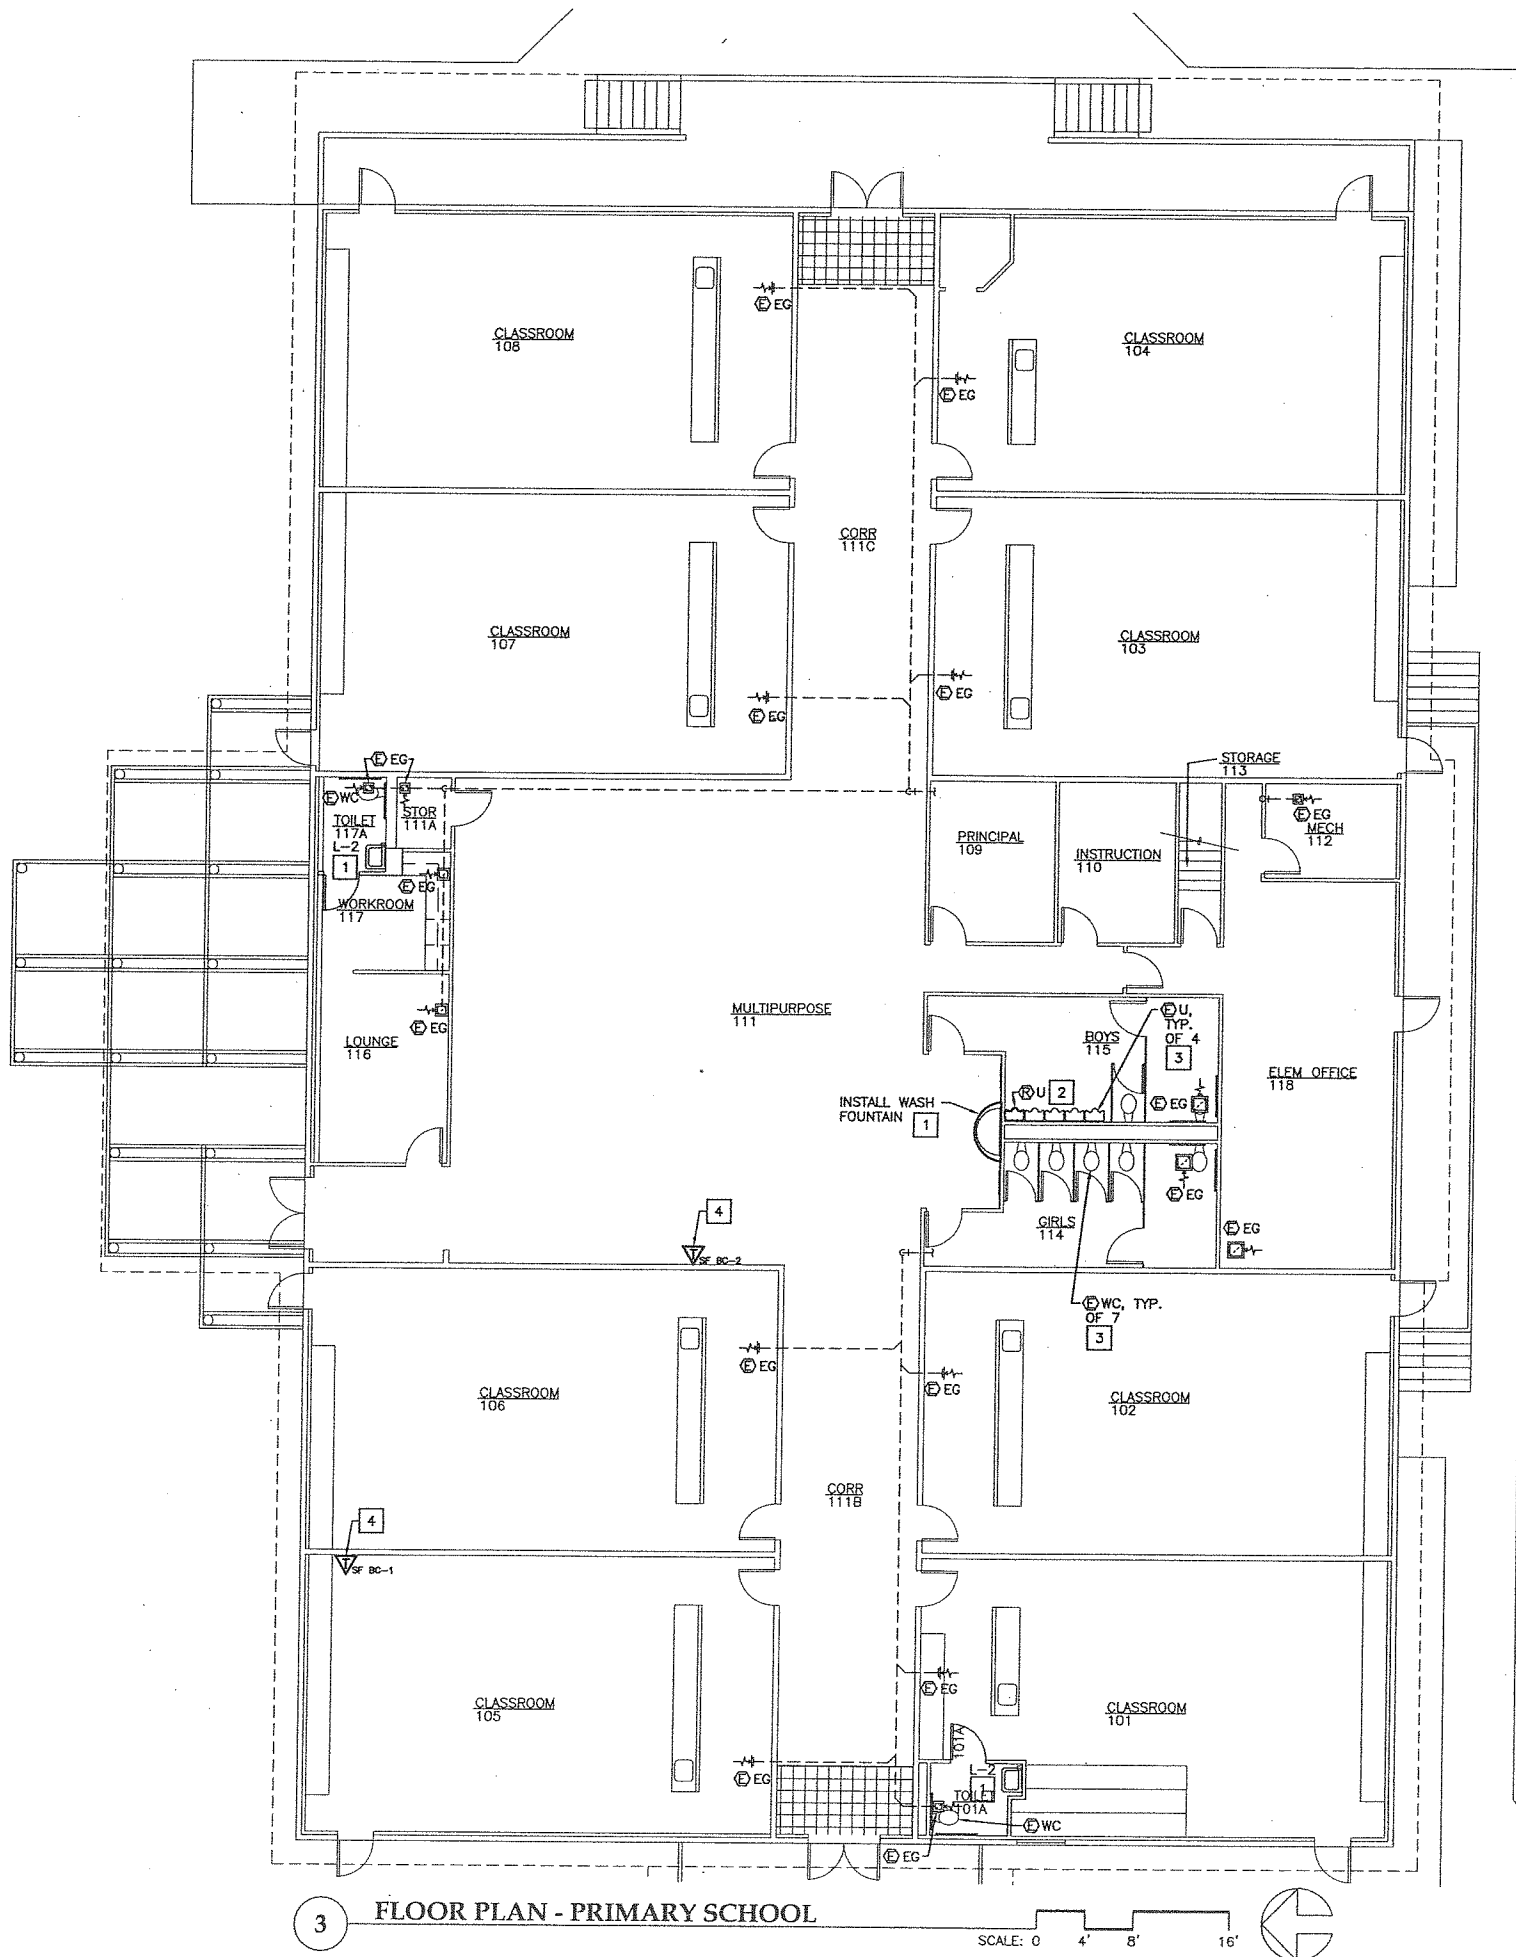 EG
CLASSROOM
108
CLASSROOM
104
EG
CORR
111C
CLASSROOM
107
CLASSROOM
103
EG
EG
EG
WC
TOILET
117A
STOR
111A
L-2
1
EG
WORKROOM
117
STORAGE
113
EG
MECH
112
PRINCIPAL
109
INSTRUCTION
110
MULTIPURPOSE
111
EG
LOUNGE
116
U,
TYP.
OF 4
3
BOYS
115
ELEM OFFICE
118
INSTALL WASH
FOUNTAIN
1
R U 2
EG
EG
GIRLS
114
EG
4
T
SF BC-2
E WC, TYP.
OF 7
3
E EG
E EG
CLASSROOM
106
CLASSROOM
102
CORR
111B
4
T
SF BC-1
E EG
CLASSROOM
105
CLASSROOM
101
101A
E EG
L-2
1
TOILET
101A
E WC
E EG
3
FLOOR PLAN - PRIMARY SCHOOL
SCALE: 0 4' 8' 16'